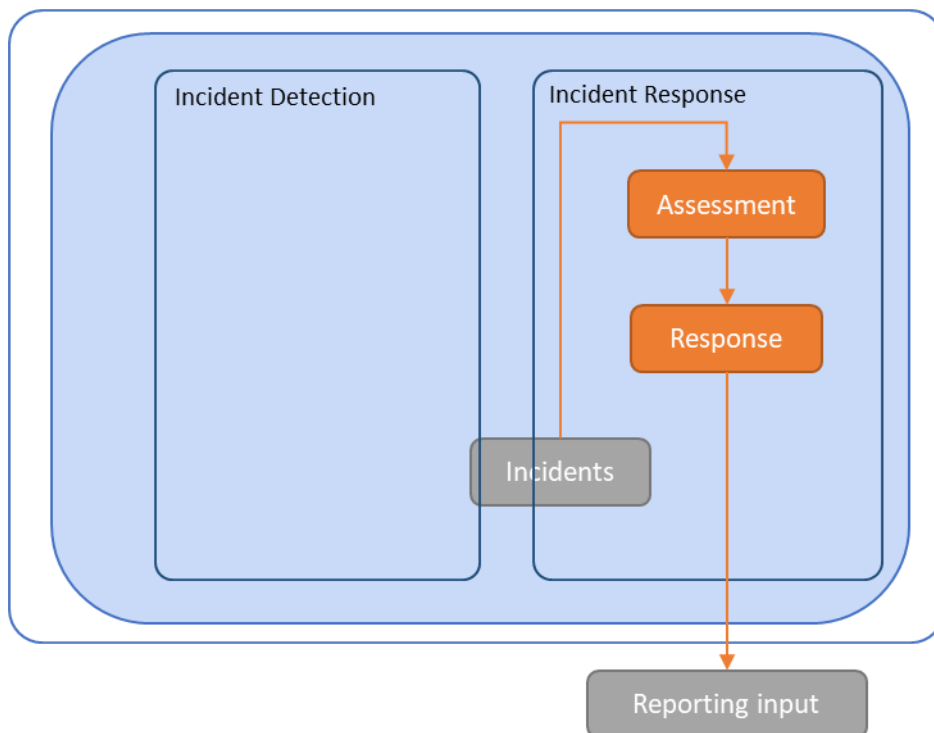 Incident Detection
Incident Response
Assessment
Response
Incidents
Reporting input